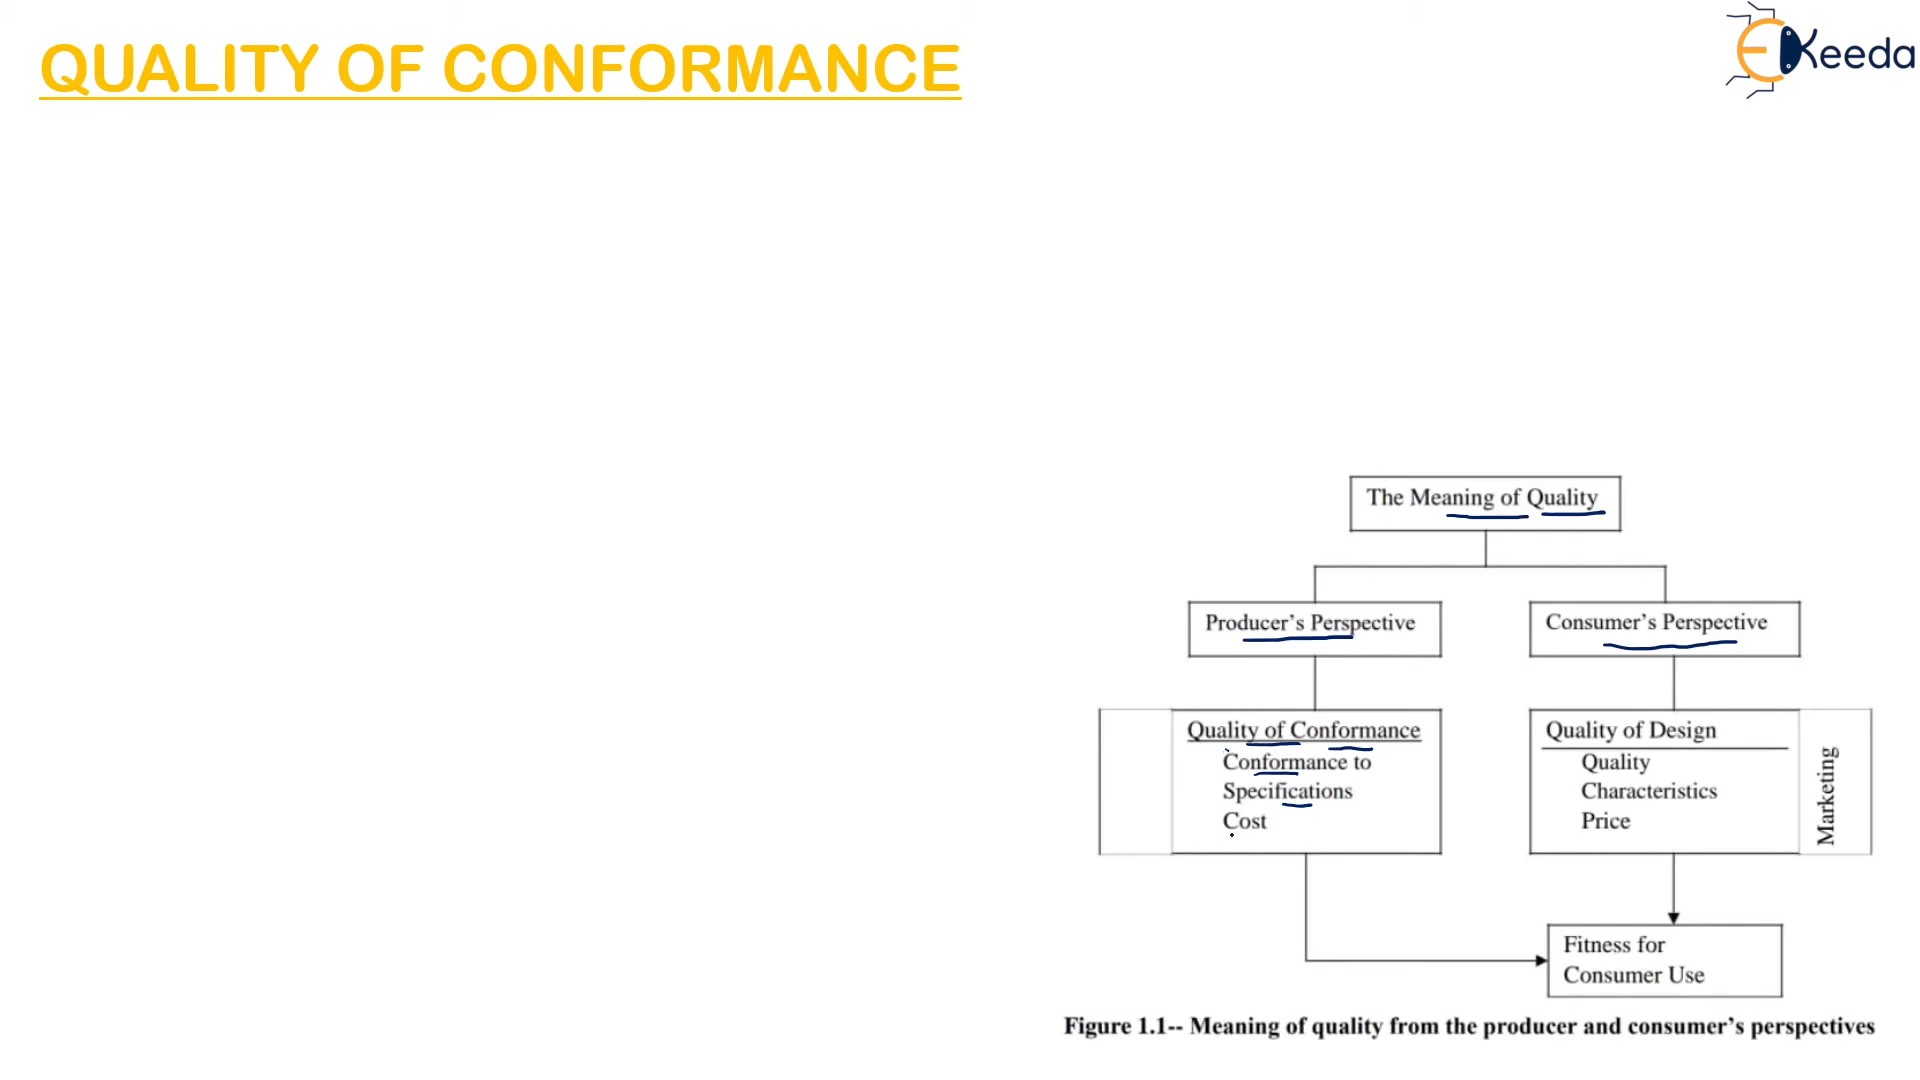 QUALITY OF CONFORMANCE
EKeeda
The Meaning of Quality
Producer's Perspective
Consumer's Perspective
Quality of Conformance
Conformance to
Specifications
Cost
Quality of Design
Quality
Characteristics
Price
Marketing
Fitness for
Consumer Use
Figure 1.1-- Meaning of quality from the producer and consumer's perspectives